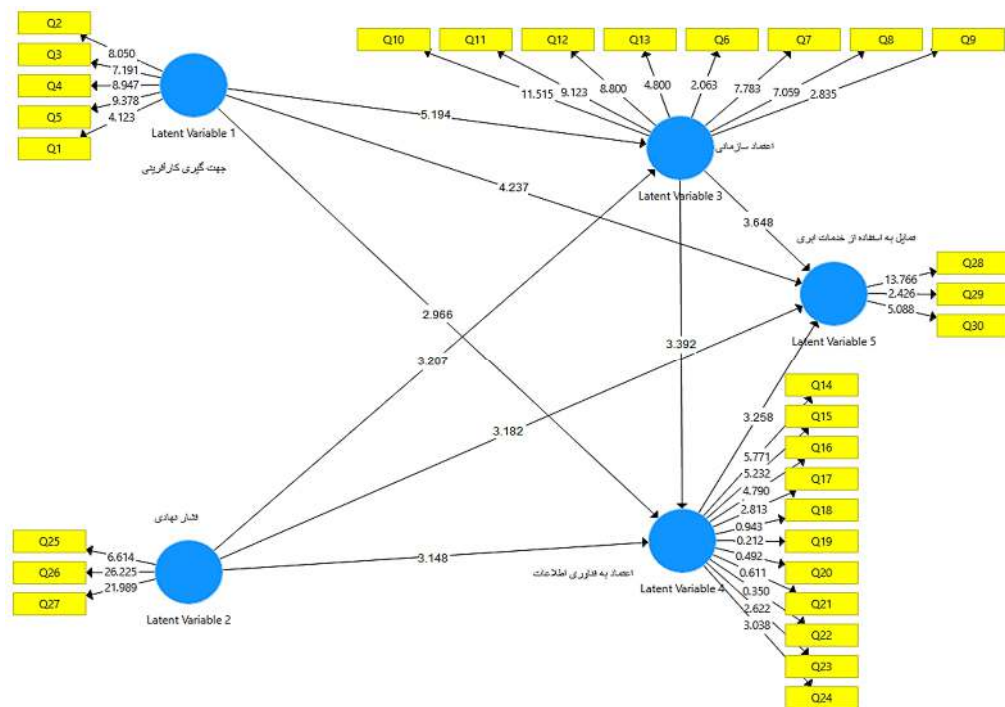 Q2
Q3
Q4
Q5
Q1
8.050
7.191
8.947
9.378
4.123
Latent Variable 1
جهت گیری کارآفرینی
Q10
Q11
Q12
Q13
Q6
Q7
Q8
Q9
11.515
9.123
8.800
4.800
2.063
7.783
7.059
2.835
اعتماد سازمانی
Latent Variable 3
5.194
4.237
2.966
3.207
3.648
3.392
تمایل به استفاده از خدمات ابری
Latent Variable 5
13.766
2.426
5.088
Q28
Q29
Q30
3.182
3.258
3.148
فشار نهادی
Q25
Q26
Q27
6.614
26.225
21.989
Latent Variable 2
اعتماد به فناوری اطلاعات
Latent Variable 4
5.771
5.232
4.790
2.813
0.943
0.212
0.492
0.611
0.350
2.622
3.038
Q14
Q15
Q16
Q17
Q18
Q19
Q20
Q21
Q22
Q23
Q24